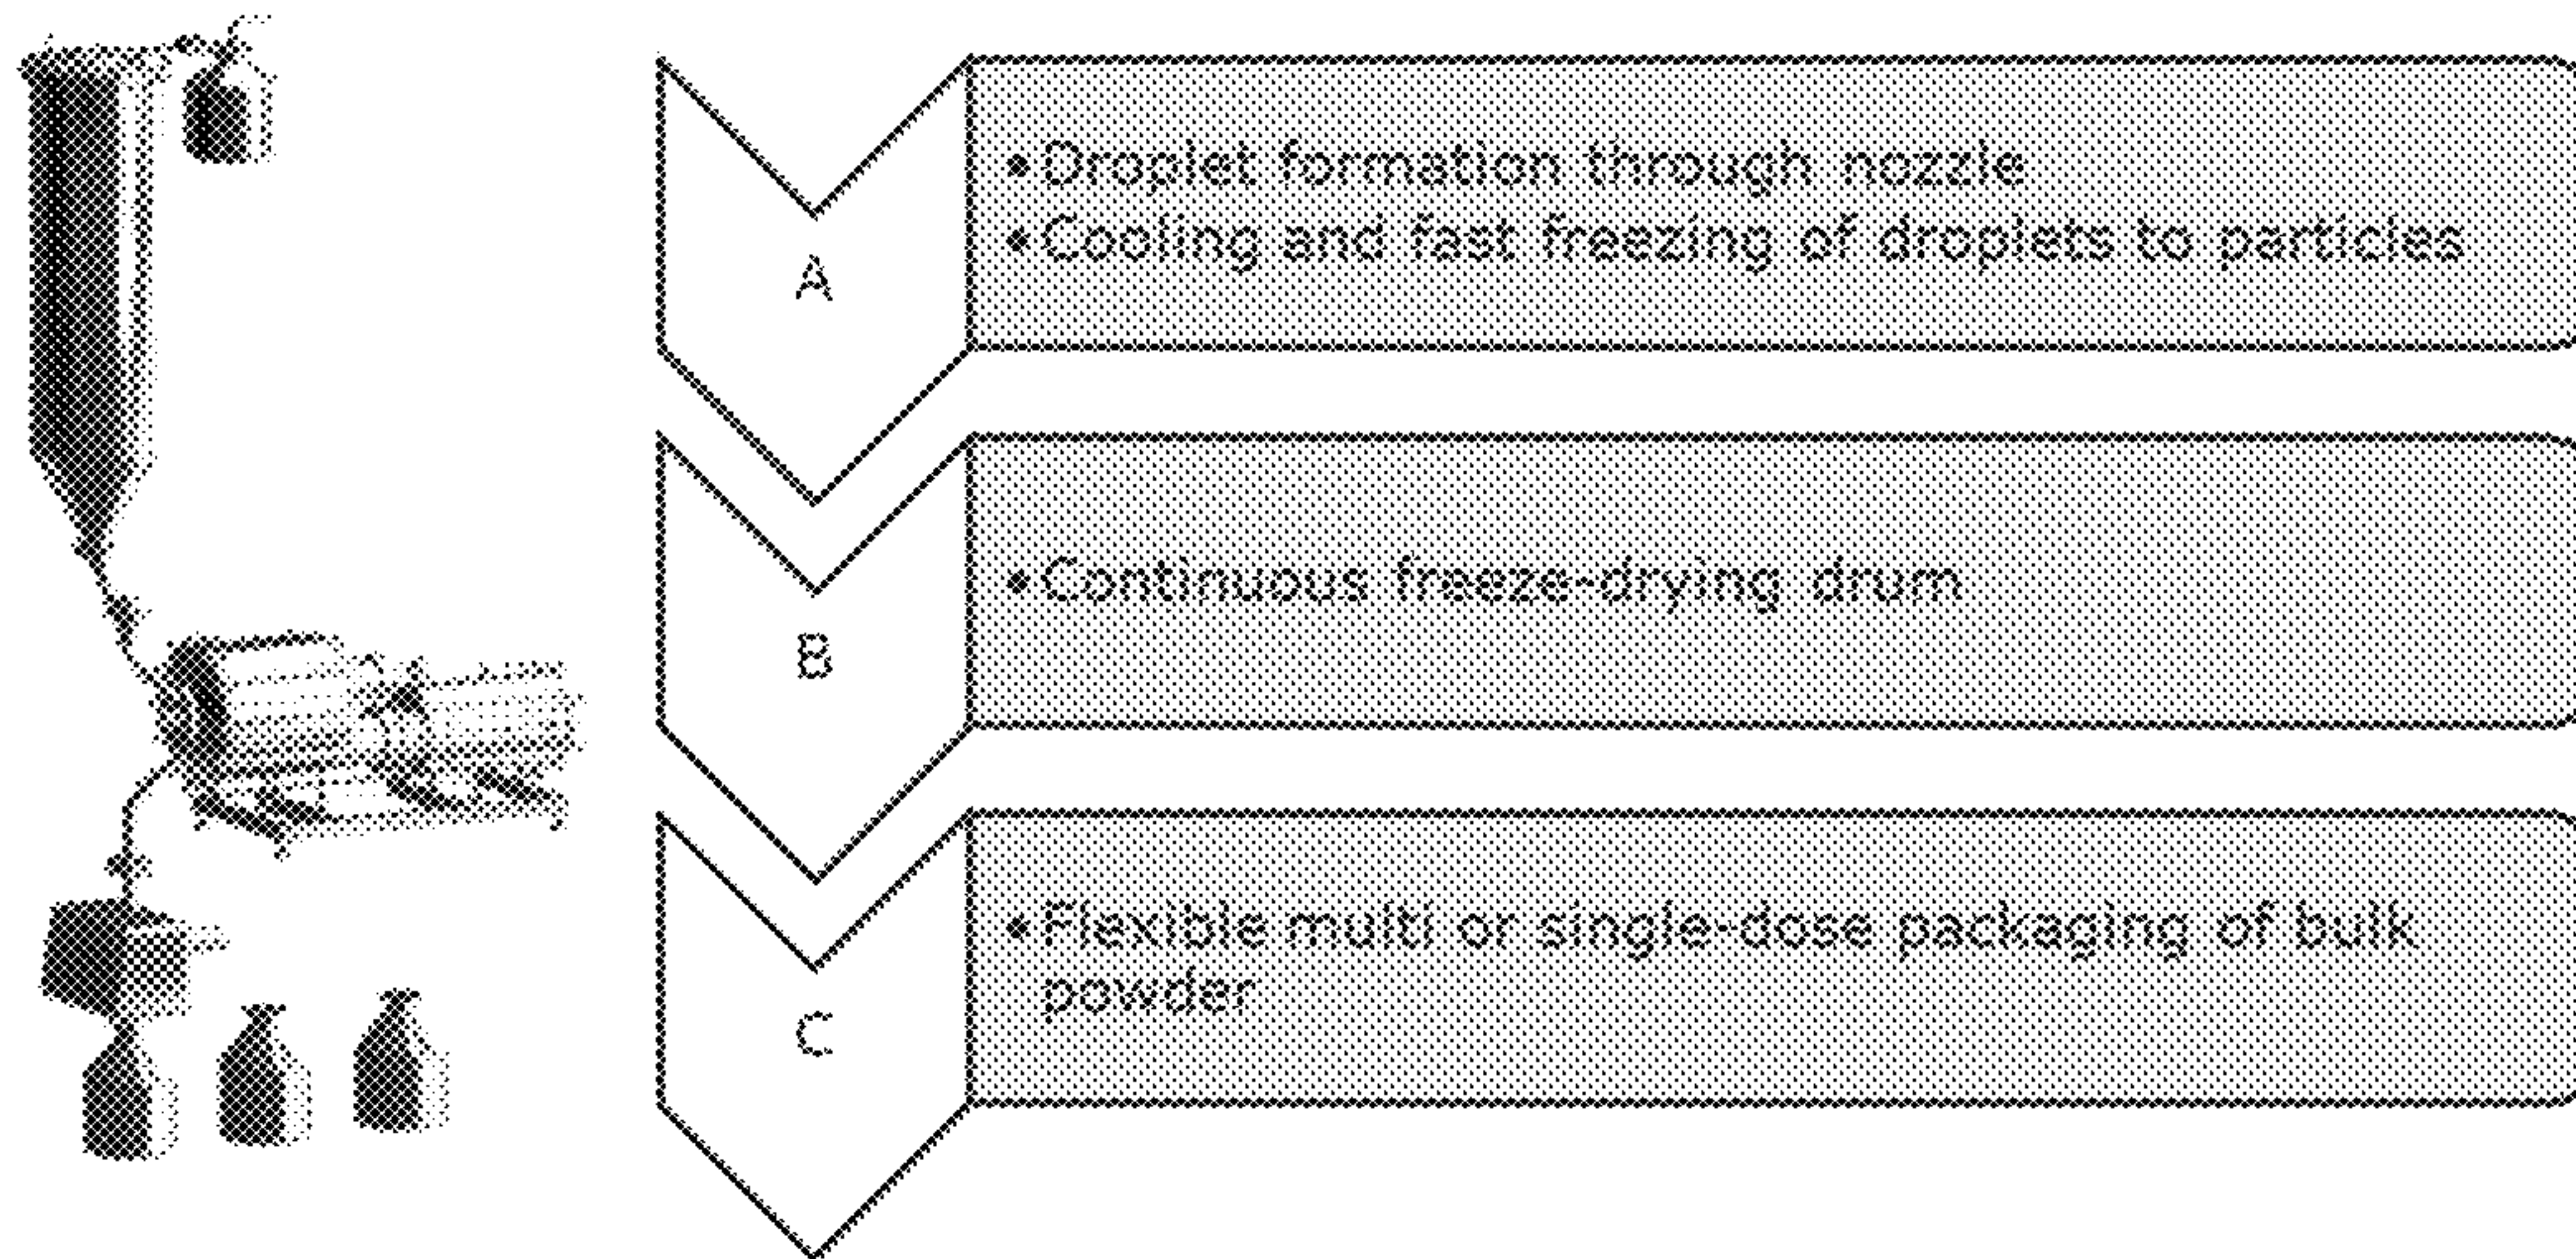 A
•Droplet formation through nozzle
•Cooling and fast freezing of droplets to particles
B
•Continuous freeze-drying drum
C
•Flexible multi or single-dose packaging of bulk
powder